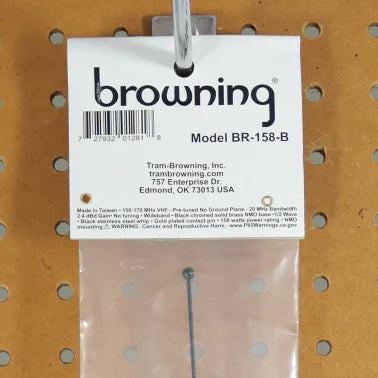 browning®
7 27932 01281 8
Model BR-158-B
Tram-Browning, Inc.
trambrowning.com
757 Enterprise Dr.
Edmond, OK 73013 USA
Made in Taiwan • 150-170 MHz VHF - Pre-tuned No Ground Plane - 20 MHz Bandwidth
2.4 dBd Gain• No tuning • Wideband - Black chromed solid brass NMO base •1/2 Wave
• Black stainless steel whip • Gold plated contact pin • 150 watts power rating • NMO
mounting. ⚠ WARNING: Cancer and Reproductive Harm - www.P65Warnings.ca.gov